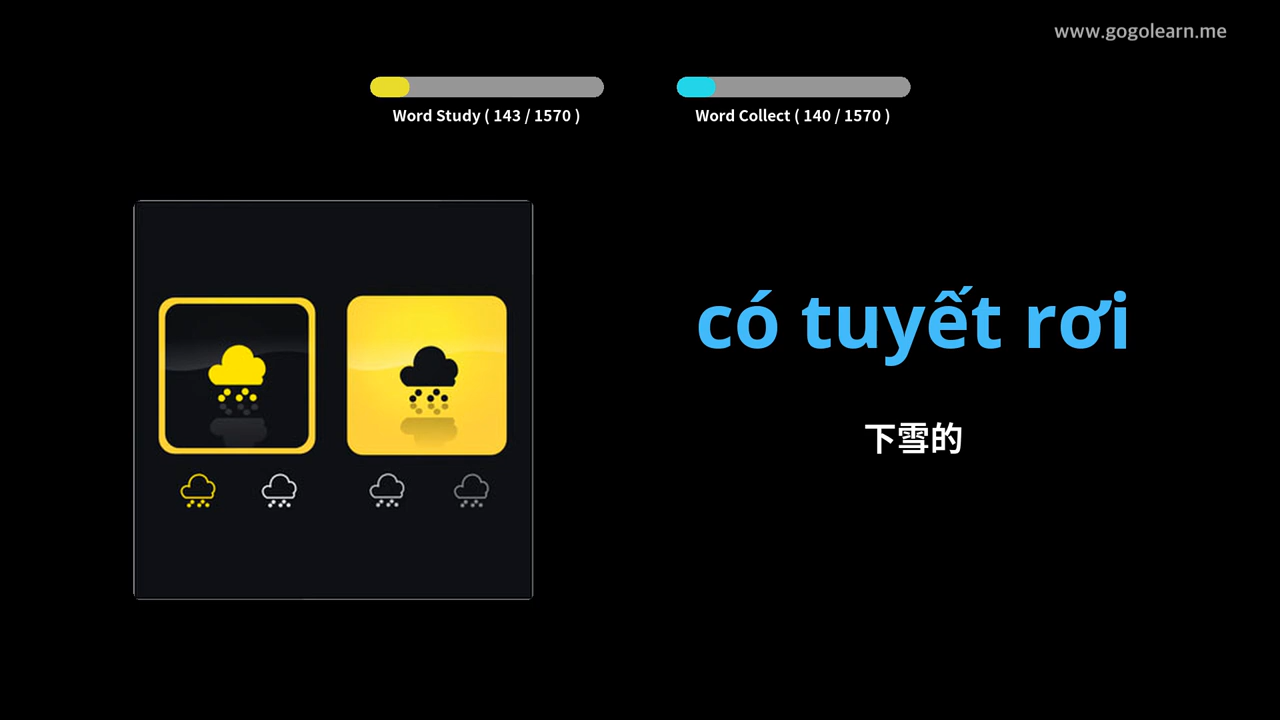 www.gogolearn.me
Word Study ( 143 / 1570 )
Word Collect ( 140 / 1570 )
có tuyết rơi
下雪的